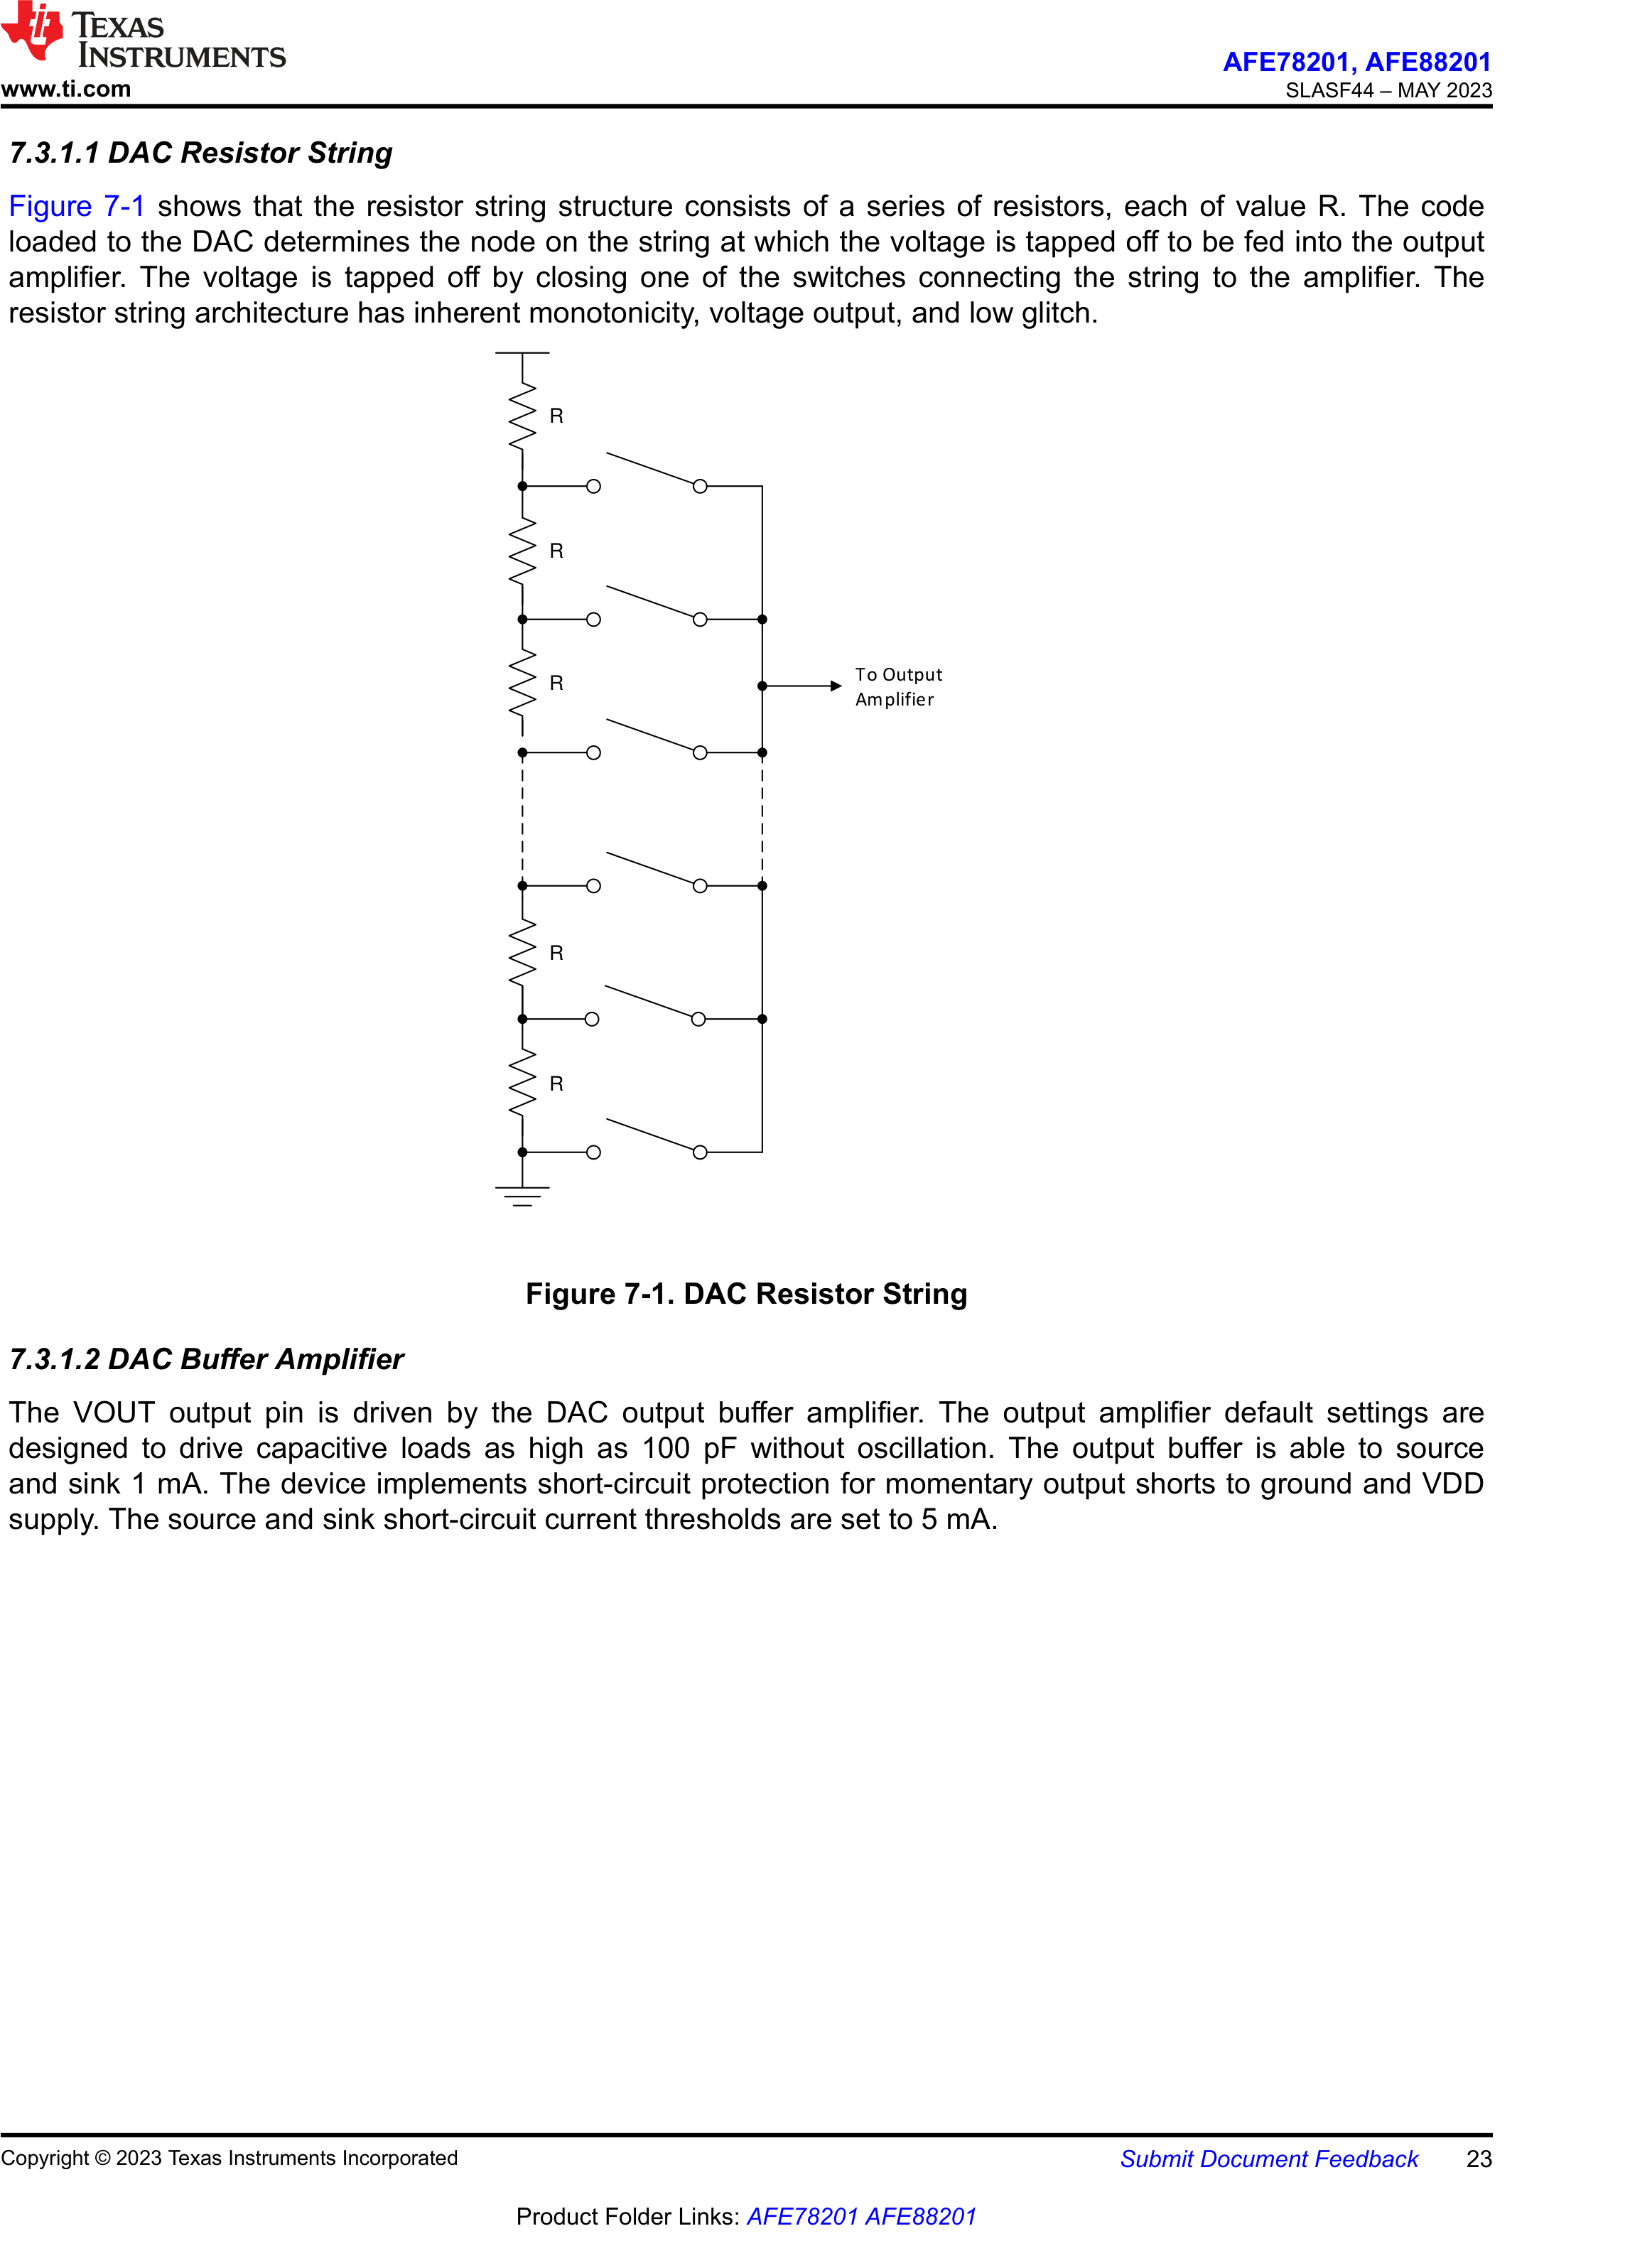 TEXAS
INSTRUMENTS
www.ti.com
AFE78201, AFE88201
SLASF44 – MAY 2023
7.3.1.1 DAC Resistor String
Figure 7-1 shows that the resistor string structure consists of a series of resistors, each of value R. The code
loaded to the DAC determines the node on the string at which the voltage is tapped off to be fed into the output
amplifier. The voltage is tapped off by closing one of the switches connecting the string to the amplifier. The
resistor string architecture has inherent monotonicity, voltage output, and low glitch.
R
R
R
To Output
Amplifier
R
R
Figure 7-1. DAC Resistor String
7.3.1.2 DAC Buffer Amplifier
The VOUT output pin is driven by the DAC output buffer amplifier. The output amplifier default settings are
designed to drive capacitive loads as high as 100 pF without oscillation. The output buffer is able to source
and sink 1 mA. The device implements short-circuit protection for momentary output shorts to ground and VDD
supply. The source and sink short-circuit current thresholds are set to 5 mA.
Copyright © 2023 Texas Instruments Incorporated
Submit Document Feedback 23
Product Folder Links: AFE78201 AFE88201